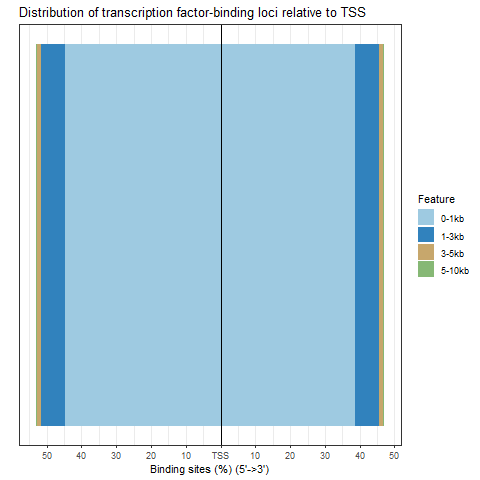 Distribution of transcription factor-binding loci relative to TSS
Feature
0-1kb
1-3kb
3-5kb
5-10kb
50 40 30 20 10 TSS 10 20 30 40 50
Binding sites (%) (5'->3')